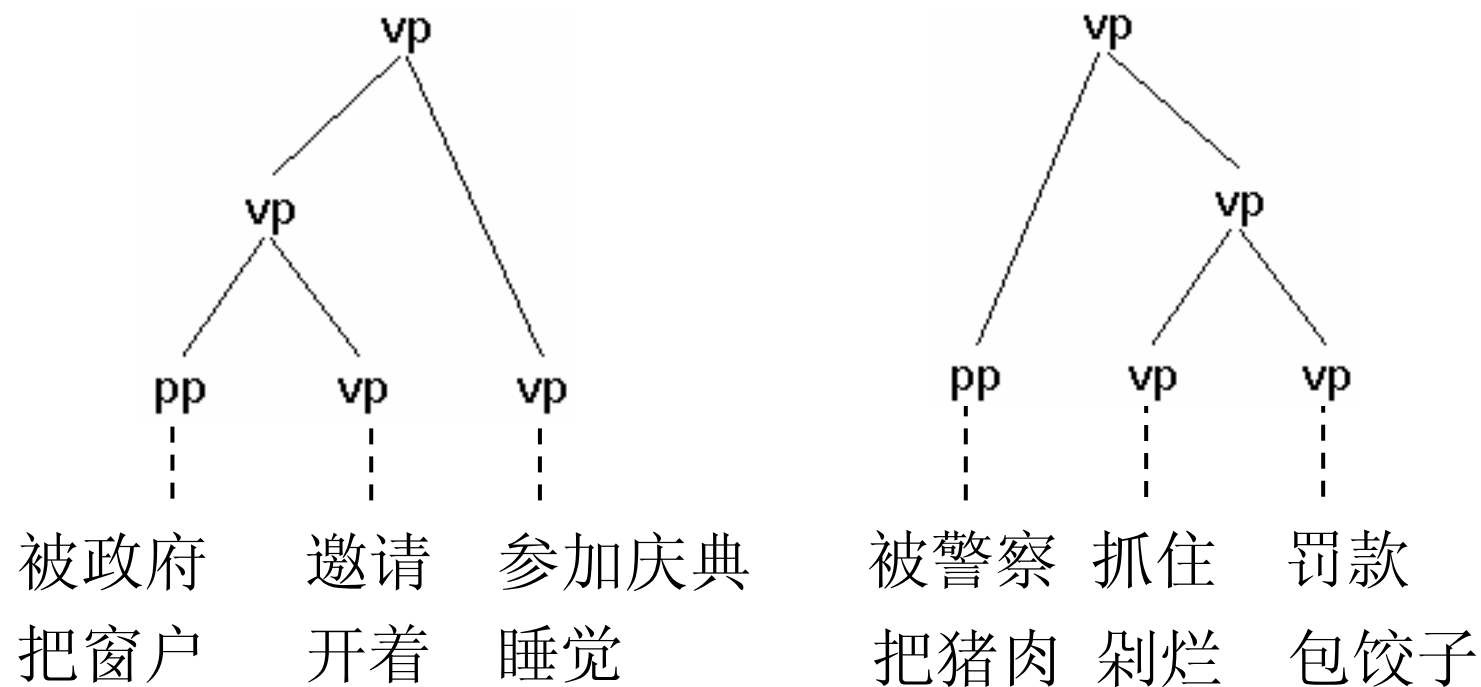 vp vp
vp vp
pp vp vp pp vp vp
被政府 邀请 参加庆典 被警察 抓住 罚款
把窗户 开着 睡觉 把猪肉 剁烂 包饺子